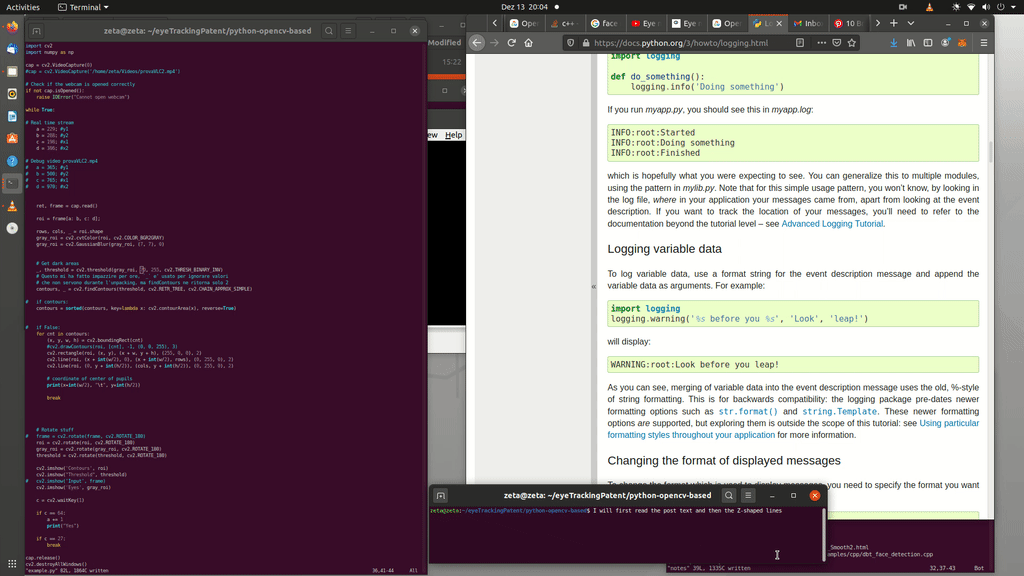 Activities
Terminal
Dez 13 20:04
zeta@zeta: ~/eyeTrackingPatent/python-opencv-based
import cv2
import numpy as np
cap = cv2.VideoCapture(0)
#cap = cv2.VideoCapture('/home/zeta/Videos/provaVLC2.mp4')
# Check if the webcam is opened correctly
if not cap.isOpened():
raise IOError("Cannot open webcam")
while True:
# Real time stream
a = 229; #y1
b = 288; #y2
c = 198; #x1
d = 308; #x2
# Debug video provaVLC2.mp4
# a = 365; #y1
# b = 500; #y2
# c = 703; #x1
# d = 970; #x2
ret, frame = cap.read()
roi = frame[a: b, c: d];
rows, cols, _ = roi.shape
gray_roi = cv2.cvtColor(roi, cv2.COLOR_BGR2GRAY)
gray_roi = cv2.GaussianBlur(gray_roi, (7, 7), 0)
# Get dark areas
_, threshold = cv2.threshold(gray_roi, 255, cv2.THRESH_BINARY_INV)
# Questo mi ha fatto impazzire per ore, '_' e' usato per ignorare valori
# che non servono durante l'unpacking, ma findContours ne ritorna solo 2
contours, _ = cv2.findContours(threshold, cv2.RETR_TREE, cv2.CHAIN_APPROX_SIMPLE)
# if contours:
contours = sorted(contours, key=lambda x: cv2.contourArea(x), reverse=True)
# if False:
for cnt in contours:
(x, y, w, h) = cv2.boundingRect(cnt)
#cv2.drawContours(roi, [cnt], -1, (0, 0, 255), 3)
cv2.rectangle(roi, (x, y), (x + w, y + h), (255, 0, 0), 2)
cv2.line(roi, (x + int(w/2), 0), (x + int(w/2), rows), (0, 255, 0), 2)
cv2.line(roi, (0, y + int(h/2)), (cols, y + int(h/2)), (0, 255, 0), 2)
# coordinate of center of pupils
print(x+int(w/2), "\t", y+int(h/2))
break
# Rotate stuff
# frame = cv2.rotate(frame, cv2.ROTATE_180)
roi = cv2.rotate(roi, cv2.ROTATE_180)
gray_roi = cv2.rotate(gray_roi, cv2.ROTATE_180)
threshold = cv2.rotate(threshold, cv2.ROTATE_180)
cv2.imshow('Contours', roi)
cv2.imshow("Threshold", threshold)
# cv2.imshow('Input', frame)
cv2.imshow('Eyes', gray_roi)
c = cv2.waitKey(1)
if c == 64:
a += 1
print("Yes")
if c == 27:
break
cap.release()
cv2.destroyAllWindows()
"example.py" 82L, 1864C written 36,41-44 All
Modified
15:22
ew Help
Ope
c++
face
Eye
Eye
Ope
Lo
Inbo
10 B
https://docs.python.org/3/howto/logging.html
import logging
def do_something():
logging.info('Doing something')
If you run myapp.py, you should see this in myapp.log:
INFO:root:Started
INFO:root:Doing something
INFO:root:Finished
which is hopefully what you were expecting to see. You can generalize this to multiple modules,
using the pattern in mylib.py. Note that for this simple usage pattern, you won't know, by looking in
the log file, where in your application your messages came from, apart from looking at the event
description. If you want to track the location of your messages, you'll need to refer to the
documentation beyond the tutorial level – see Advanced Logging Tutorial.
Logging variable data
To log variable data, use a format string for the event description message and append the
variable data as arguments. For example:
import logging
logging.warning('%s before you %s', 'Look', 'leap!')
will display:
WARNING:root:Look before you leap!
As you can see, merging of variable data into the event description message uses the old, %-style
of string formatting. This is for backwards compatibility: the logging package pre-dates newer
formatting options such as str.format() and string.Template. These newer formatting
options are supported, but exploring them is outside the scope of this tutorial: see Using particular
formatting styles throughout your application for more information.
Changing the format of displayed messages
you need to specify the format you want
zeta@zeta: ~/eyeTrackingPatent/python-opencv-based
zeta@zeta:~/eyeTrackingPatent/python-opencv-based$ I will first read the post text and then the Z-shaped lines
_Smooth2.html
amples/cpp/dbt_face_detection.cpp
"notes" 39L, 1335C written 32,37-43 Bot